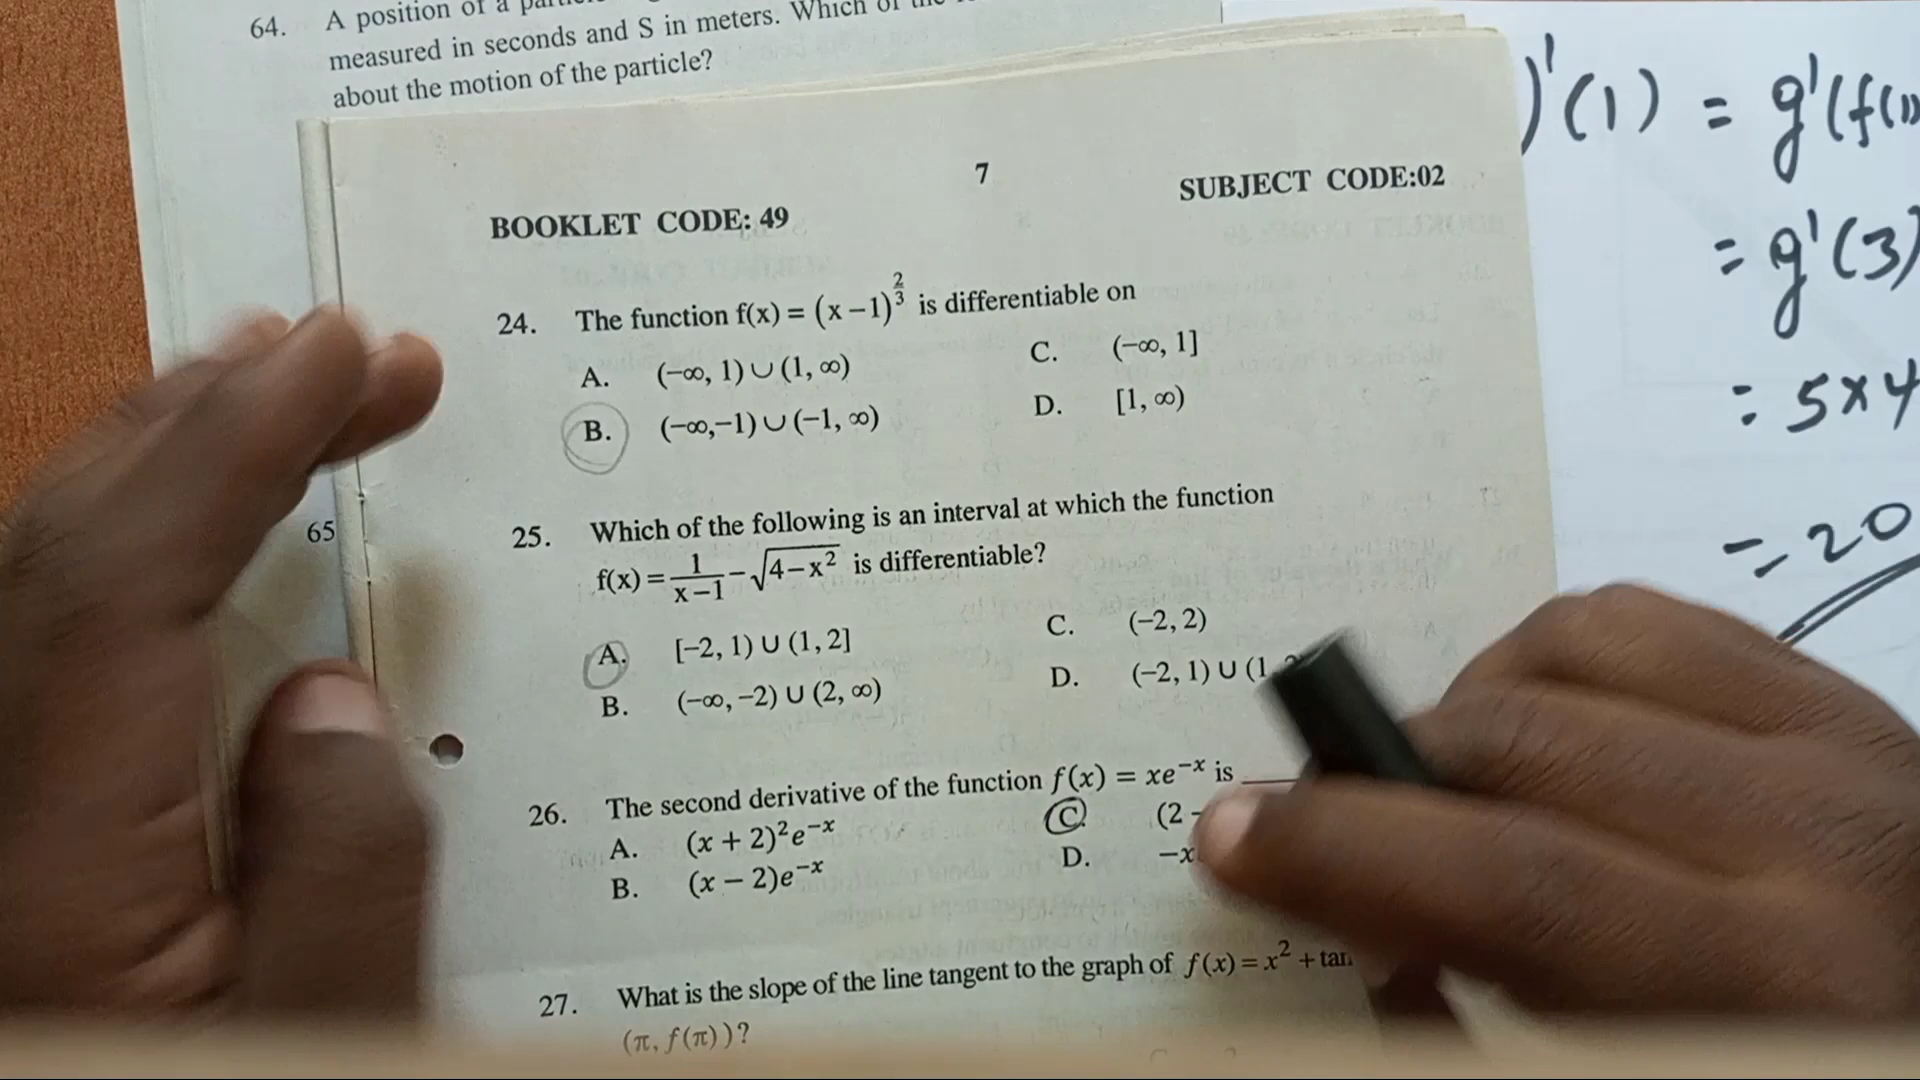 64. A position of a
measured in seconds and S in meters. Which of the
about the motion of the particle?
)'(1) = g'(f(1)
= g'(3)
= 5×4
= 20
7
BOOKLET CODE: 49
SUBJECT CODE:02
24. The function f(x) = (x − 1)^{2/3} is differentiable on
A. (−∞, 1) ∪ (1, ∞)
C. (−∞, 1]
B. (−∞,−1) ∪ (−1, ∞)
D. [1, ∞)
65
25. Which of the following is an interval at which the function
f(x) = 1/(x−1) − √(4−x²) is differentiable?
A. [−2, 1) ∪ (1, 2]
C. (−2, 2)
B. (−∞, −2) ∪ (2, ∞)
D. (−2, 1) ∪ (1,
26. The second derivative of the function f(x) = xe⁻ˣ is
A. (x + 2)²e⁻ˣ
C. (2 −
B. (x − 2)e⁻ˣ
D. −x
27. What is the slope of the line tangent to the graph of f(x) = x² + tan
(π, f(π))?